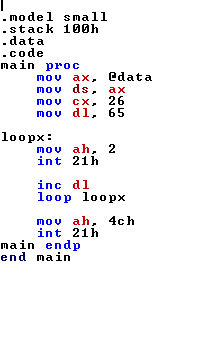 .model small
.stack 100h
.data
.code
main proc
mov ax, @data
mov ds, ax
mov cx, 26
mov dl, 65
loopx:
mov ah, 2
int 21h
inc dl
loop loopx
mov ah, 4ch
int 21h
main endp
end main